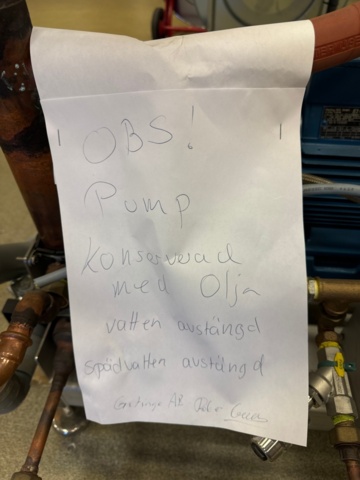 OBS!
Pump
Konserverad
med Olja
vatten avstängd
spädvatten avstängd